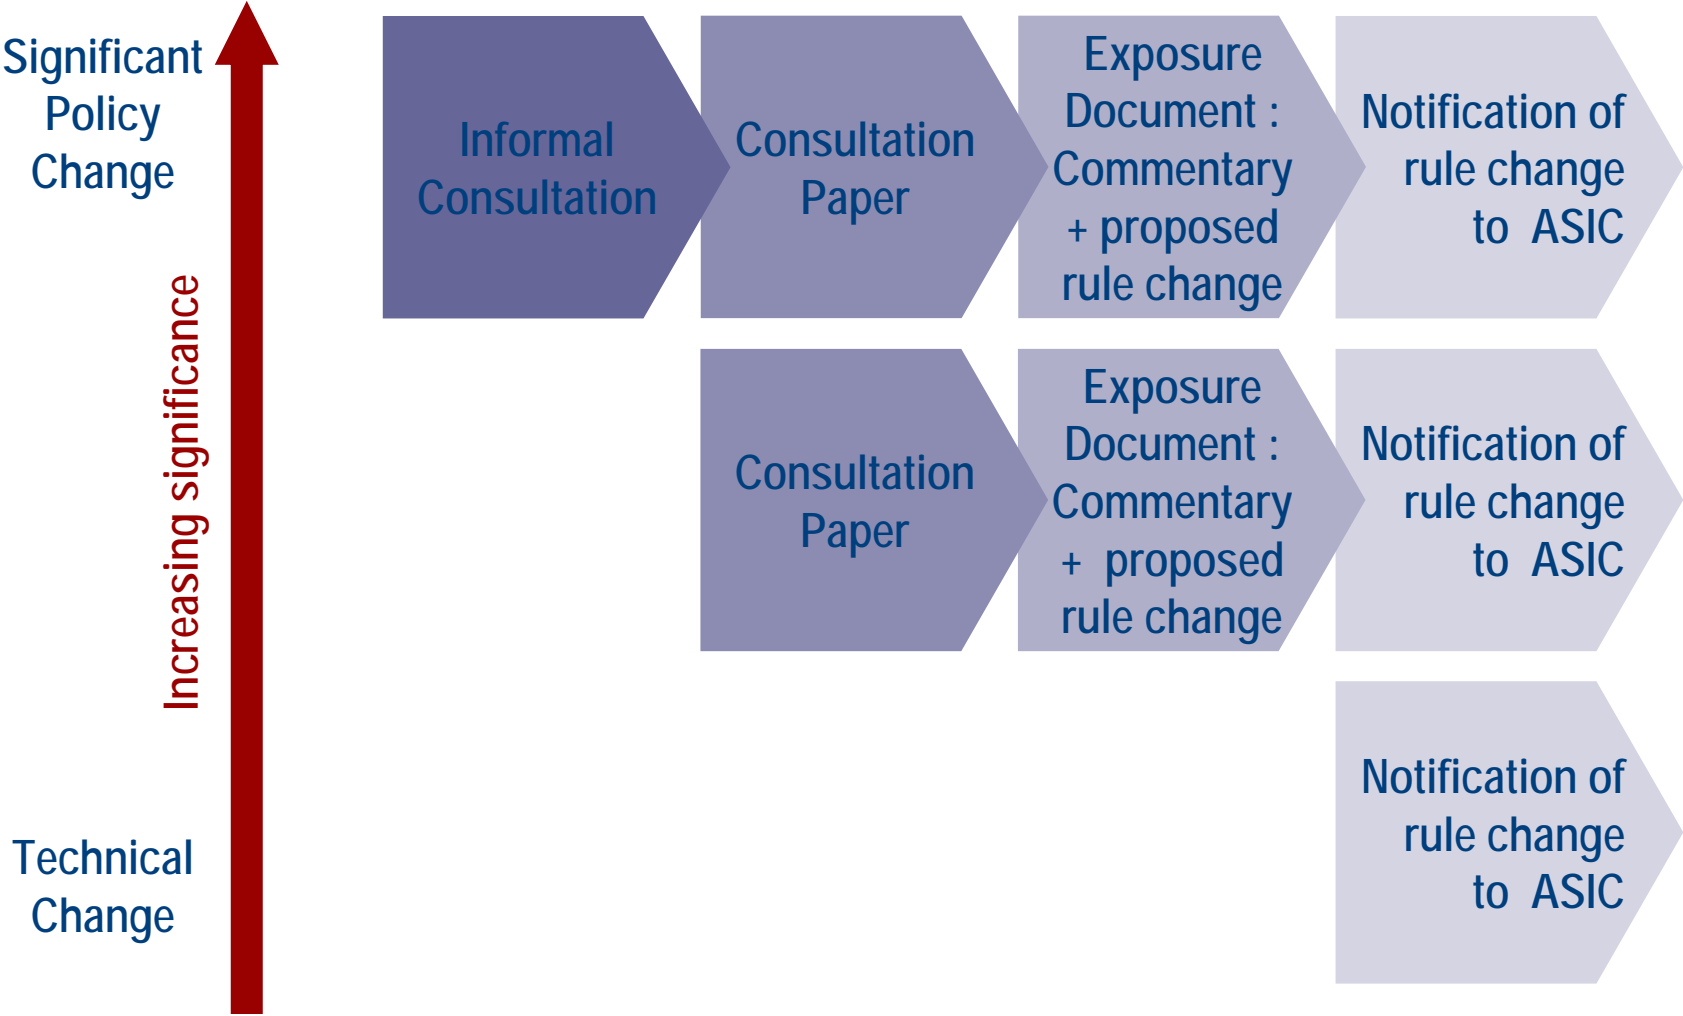 Significant
Policy
Change
Increasing significance
Technical
Change
Informal
Consultation
Consultation
Paper
Exposure
Document :
Commentary
+ proposed
rule change
Notification of
rule change
to ASIC
Consultation
Paper
Exposure
Document :
Commentary
+ proposed
rule change
Notification of
rule change
to ASIC
Notification of
rule change
to ASIC